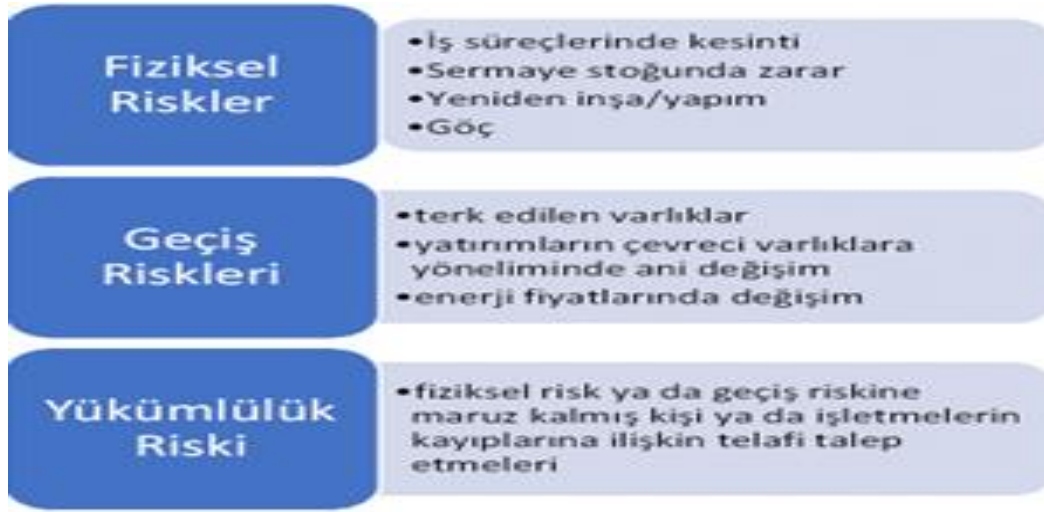 Fiziksel
Riskler
•İş süreçlerinde kesinti
•Sermaye stoğunda zarar
•Yeniden inşa/yapım
•Göç
Geçiş
Riskleri
•terk edilen varlıklar
•yatırımların çevreci varlıklara
yöneliminde ani değişim
•enerji fiyatlarında değişim
Yükümlülük
Riski
•fiziksel risk ya da geçiş riskine
maruz kalmış kişi ya da işletmelerin
kayıplarına ilişkin telafi talep
etmeleri